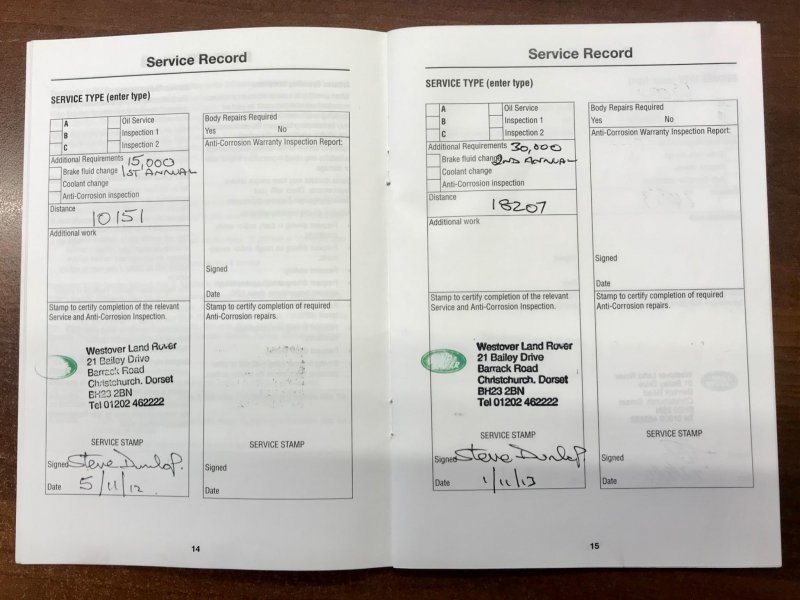 Service Record
SERVICE TYPE (enter type)
A
B
C
Oil Service
Inspection 1
Inspection 2
Additional Requirements 15,000
Brake fluid change 1ST ANNUAL
Coolant change
Anti-Corrosion inspection
Distance
10151
Additional work
Stamp to certify completion of the relevant
Service and Anti-Corrosion Inspection.
Westover Land Rover
21 Bailey Drive
Barrack Road
Christchurch. Dorset
BH23 2BN
Tel 01202 462222
SERVICE STAMP
Signed Steve Dunlop.
Date 5/11/12.
Body Repairs Required
Yes No
Anti-Corrosion Warranty Inspection Report:
Signed
Date
Stamp to certify completion of required
Anti-Corrosion repairs.
SERVICE STAMP
Signed
Date
14
Service Record
SERVICE TYPE (enter type)
A
B
C
Oil Service
Inspection 1
Inspection 2
Additional Requirements 30,000
Brake fluid change 2ND ANNUAL
Coolant change
Anti-Corrosion inspection
Distance
18207
Additional work
Stamp to certify completion of the relevant
Service and Anti-Corrosion Inspection.
Westover Land Rover
21 Bailey Drive
Barrack Road
Christchurch. Dorset
BH23 2BN
Tel 01202 462222
SERVICE STAMP
Signed Steve Dunlop.
Date 1/11/13
Body Repairs Required
Yes No
Anti-Corrosion Warranty Inspection Report:
Signed
Date
Stamp to certify completion of required
Anti-Corrosion repairs.
SERVICE STAMP
Signed
Date
15